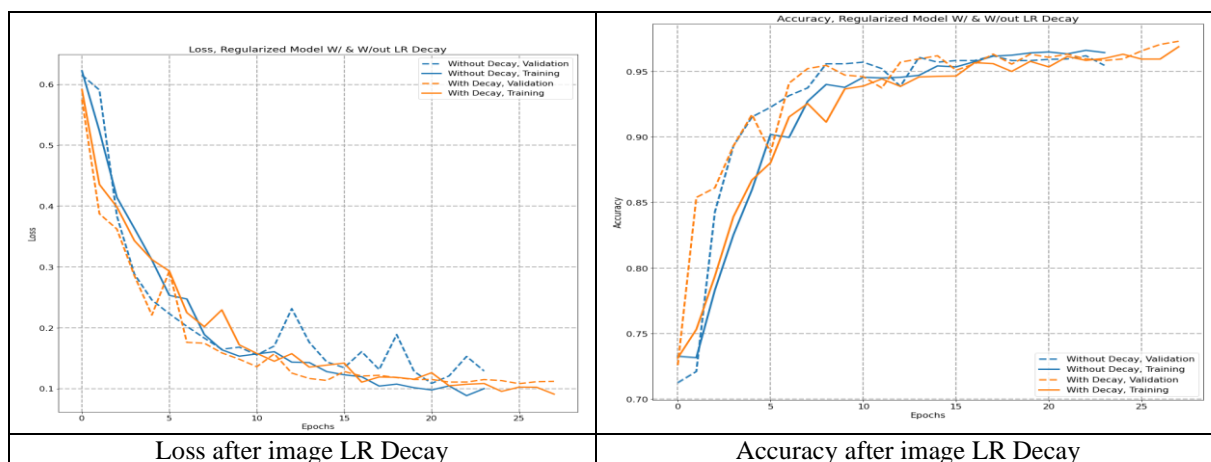 Loss, Regularized Model W/ & W/out LR Decay
Without Decay, Validation
Without Decay, Training
With Decay, Validation
With Decay, Training
0.6
0.5
0.4
0.3
0.2
0.1
Loss
0 5 10 15 20 25
Epochs
Accuracy, Regularized Model W/ & W/out LR Decay
0.95
0.90
0.85
0.80
0.75
0.70
Accuracy
Without Decay, Validation
Without Decay, Training
With Decay, Validation
With Decay, Training
0 5 10 15 20 25
Epochs
Loss after image LR Decay
Accuracy after image LR Decay